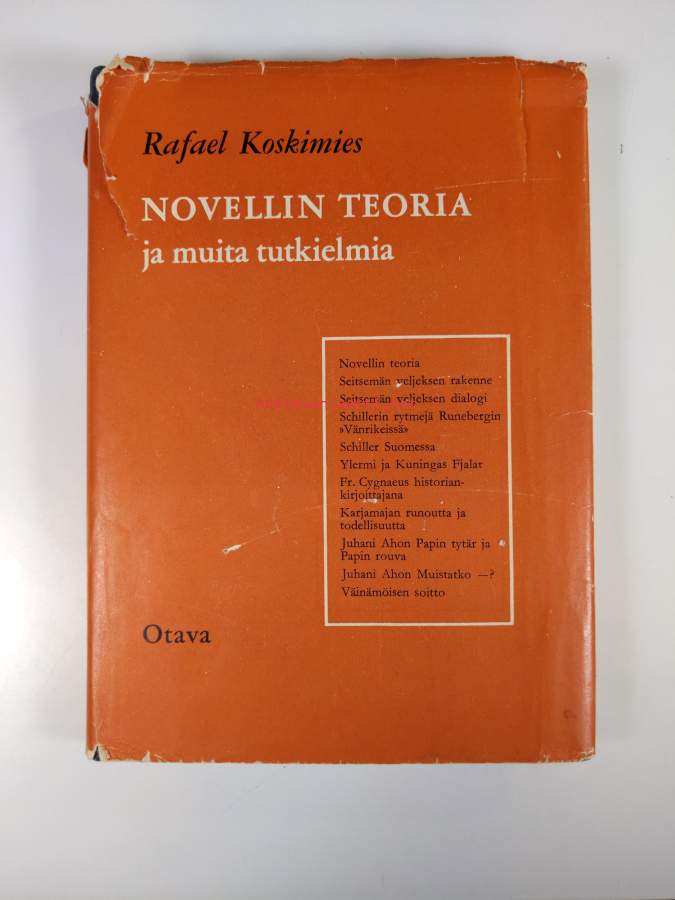 Rafael Koskimies
NOVELLIN TEORIA
ja muita tutkielmia
Novellin teoria
Seitsemän veljeksen rakenne
Seitsemän veljeksen dialogi
Schillerin rytmejä Runebergin
»Vänrikeissä»
Schiller Suomessa
Ylermi ja Kuningas Fjalar
Fr. Cygnaeus historian-
kirjoittajana
Karjamajan runoutta ja
todellisuutta
Juhani Ahon Papin tytär ja
Papin rouva
Juhani Ahon Muistatko —?
Väinämöisen soitto
Otava